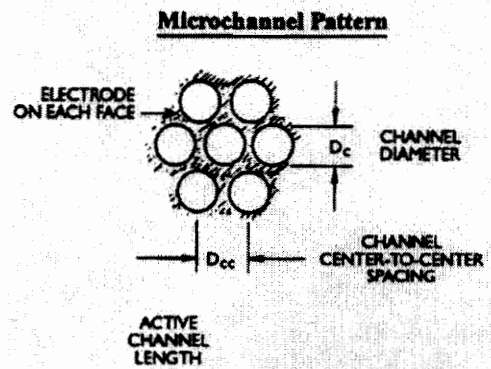 Microchannel Pattern
ELECTRODE
ON EACH FACE
Dc
CHANNEL
DIAMETER
Dcc
CHANNEL
CENTER-TO-CENTER
SPACING
ACTIVE
CHANNEL
LENGTH